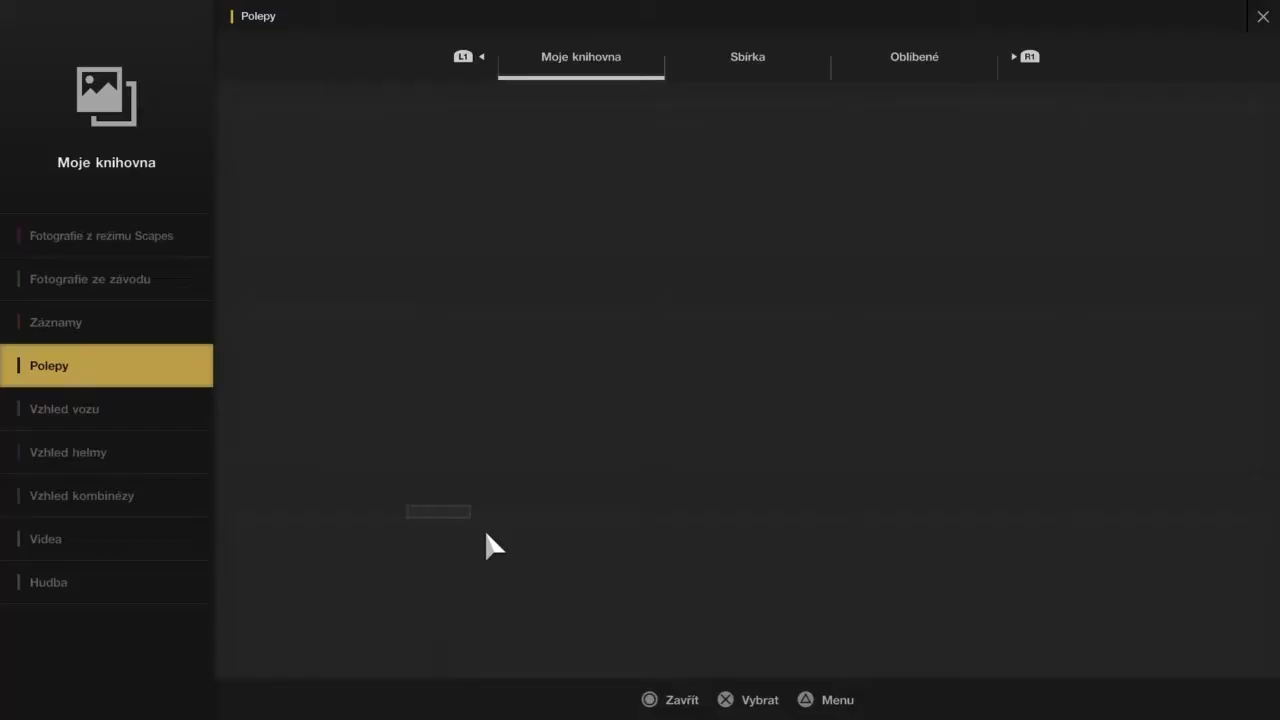 Polepy
L1 Moje knihovna Sbírka Oblíbené R1
Moje knihovna
Fotografie z režimu Scapes
Fotografie ze závodu
Záznamy
Polepy
Vzhled vozu
Vzhled helmy
Vzhled kombinézy
Videa
Hudba
Zavřít Vybrat Menu